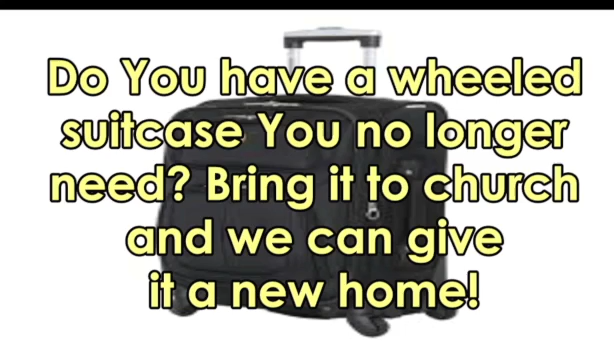 Do You have a wheeled
suitcase You no longer
need? Bring it to church
and we can give
it a new home!